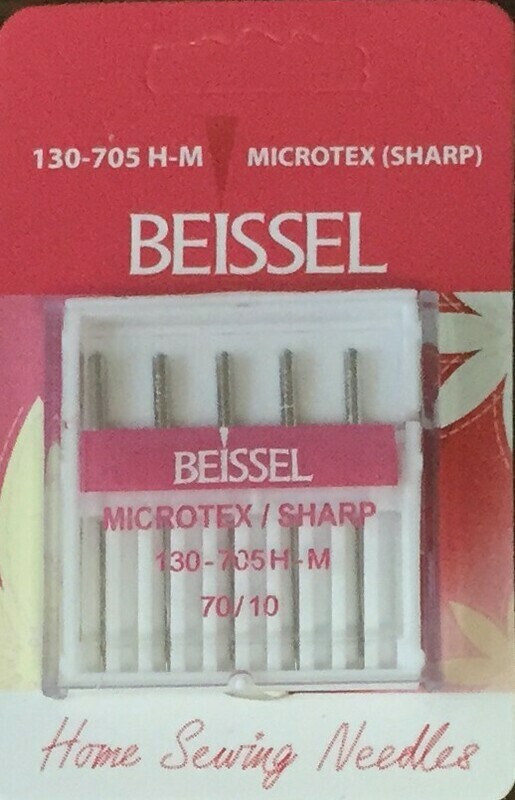 130-705 H-M MICROTEX (SHARP)
BEISSEL
BEISSEL
MICROTEX / SHARP
130-705H-M
70/10
Home Sewing Needles